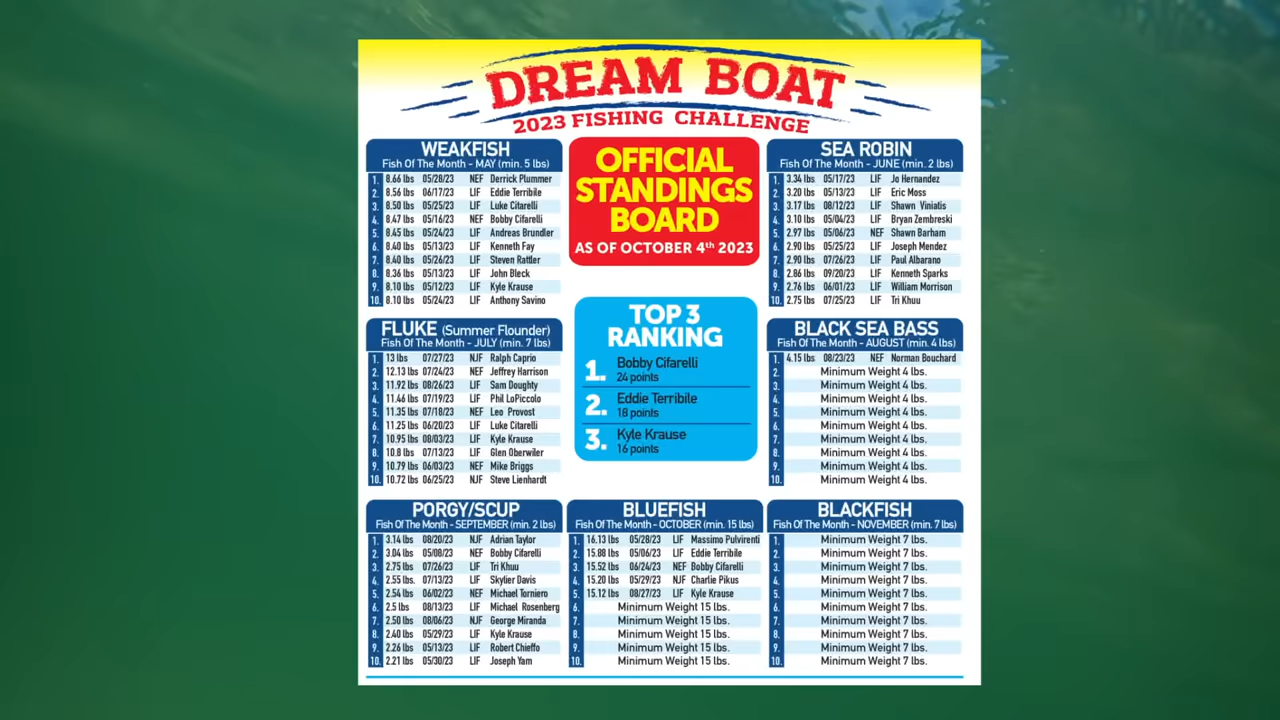 DREAM BOAT
2023 FISHING CHALLENGE
WEAKFISH
Fish Of The Month - MAY (min. 5 lbs)
1. 8.66 lbs 05/28/23 NEF Derrick Plummer
2. 8.56 lbs 06/17/23 LIF Eddie Terribile
3. 8.50 lbs 05/25/23 LIF Luke Citarelli
4. 8.47 lbs 05/16/23 NEF Bobby Cifarelli
5. 8.45 lbs 05/24/23 LIF Andreas Brundler
6. 8.40 lbs 05/13/23 LIF Kenneth Fay
7. 8.40 lbs 05/26/23 LIF Steven Rattler
8. 8.36 lbs 05/13/23 LIF John Bleck
9. 8.10 lbs 05/12/23 LIF Kyle Krause
10. 8.10 lbs 05/24/23 LIF Anthony Savino
OFFICIAL
STANDINGS
BOARD
AS OF OCTOBER 4th 2023
SEA ROBIN
Fish Of The Month - JUNE (min. 2 lbs)
1. 3.34 lbs 05/17/23 LIF Jo Hernandez
2. 3.20 lbs 05/13/23 LIF Eric Moss
3. 3.17 lbs 08/12/23 LIF Shawn Viniatis
4. 3.10 lbs 05/04/23 LIF Bryan Zembreski
5. 2.97 lbs 05/06/23 NEF Shawn Barham
6. 2.90 lbs 05/25/23 LIF Joseph Mendez
7. 2.90 lbs 07/26/23 LIF Paul Albarano
8. 2.86 lbs 09/20/23 LIF Kenneth Sparks
9. 2.76 lbs 06/01/23 LIF William Morrison
10. 2.75 lbs 07/25/23 LIF Tri Khuu
FLUKE (Summer Flounder)
Fish Of The Month - JULY (min. 7 lbs)
1. 13 lbs 07/27/23 NJF Ralph Caprio
2. 12.13 lbs 07/24/23 NEF Jeffrey Harrison
3. 11.92 lbs 08/26/23 LIF Sam Doughty
4. 11.46 lbs 07/19/23 LIF Phil LoPiccolo
5. 11.35 lbs 07/18/23 NEF Leo Provost
6. 11.25 lbs 06/20/23 LIF Luke Citarelli
7. 10.95 lbs 08/03/23 LIF Kyle Krause
8. 10.8 lbs 07/13/23 LIF Glen Oberwiler
9. 10.79 lbs 06/03/23 NEF Mike Briggs
10. 10.72 lbs 06/25/23 NJF Steve Lienhardt
TOP 3
RANKING
1. Bobby Cifarelli
24 points
2. Eddie Terribile
18 points
3. Kyle Krause
16 points
BLACK SEA BASS
Fish Of The Month - AUGUST (min. 4 lbs)
1. 4.15 lbs 08/23/23 NEF Norman Bouchard
2. Minimum Weight 4 lbs.
3. Minimum Weight 4 lbs.
4. Minimum Weight 4 lbs.
5. Minimum Weight 4 lbs.
6. Minimum Weight 4 lbs.
7. Minimum Weight 4 lbs.
8. Minimum Weight 4 lbs.
9. Minimum Weight 4 lbs.
10. Minimum Weight 4 lbs.
PORGY/SCUP
Fish Of The Month - SEPTEMBER (min. 2 lbs)
1. 3.14 lbs 08/20/23 NJF Adrian Taylor
2. 3.04 lbs 05/08/23 NEF Bobby Cifarelli
3. 2.75 lbs 07/26/23 LIF Tri Khuu
4. 2.55 lbs. 07/13/23 LIF Skylier Davis
5. 2.54 lbs 06/02/23 NEF Michael Torniero
6. 2.5 lbs 08/13/23 LIF Michael Rosenberg
7. 2.50 lbs 08/06/23 NJF George Miranda
8. 2.40 lbs 05/29/23 LIF Kyle Krause
9. 2.26 lbs 05/13/23 LIF Robert Chieffo
10. 2.21 lbs 05/30/23 LIF Joseph Yam
BLUEFISH
Fish Of The Month - OCTOBER (min. 15 lbs)
1. 16.13 lbs 05/28/23 LIF Massimo Pulvirenti
2. 15.88 lbs 05/06/23 LIF Eddie Terribile
3. 15.52 lbs 06/24/23 NEF Bobby Cifarelli
4. 15.20 lbs 05/29/23 NJF Charlie Pikus
5. 15.12 lbs 08/27/23 LIF Kyle Krause
6. Minimum Weight 15 lbs.
7. Minimum Weight 15 lbs.
8. Minimum Weight 15 lbs.
9. Minimum Weight 15 lbs.
10. Minimum Weight 15 lbs.
BLACKFISH
Fish Of The Month - NOVEMBER (min. 7 lbs)
1. Minimum Weight 7 lbs.
2. Minimum Weight 7 lbs.
3. Minimum Weight 7 lbs.
4. Minimum Weight 7 lbs.
5. Minimum Weight 7 lbs.
6. Minimum Weight 7 lbs.
7. Minimum Weight 7 lbs.
8. Minimum Weight 7 lbs.
9. Minimum Weight 7 lbs.
10. Minimum Weight 7 lbs.